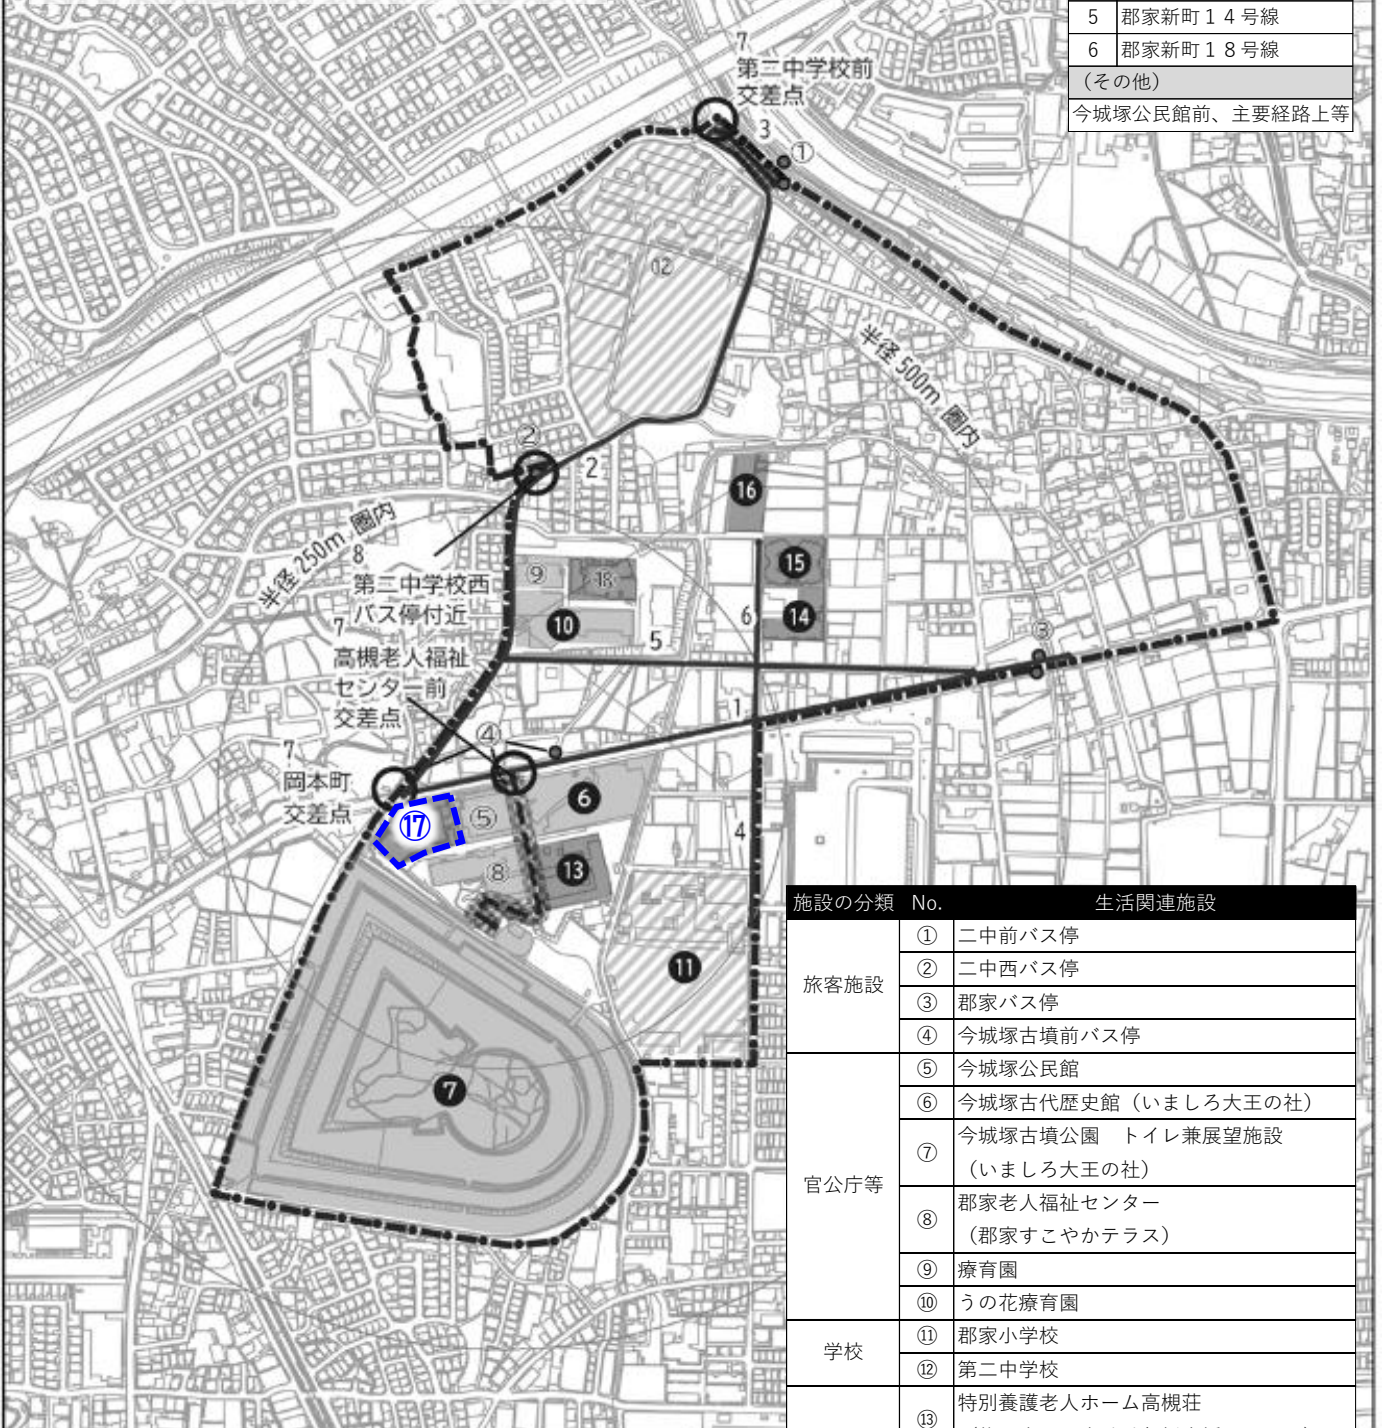 5 郡家新町１４号線
6 郡家新町１８号線
（その他）
今城塚公民館前、主要経路上等
7
第二中学校前
交差点
3
①
02
半径500m 圏内
②
2
⑯
半径250m 圏内
8
第二中学校西
バス停付近
⑨
18
⑮
⑩
6
⑭
5
③
7
高槻老人福祉
センター前
交差点
1
④
7
岡本町
交差点
⑰
⑤
⑥
4
⑧
⑬
⑪
⑦
施設の分類 No. 生活関連施設
旅客施設
① 二中前バス停
② 二中西バス停
③ 郡家バス停
④ 今城塚古墳前バス停
官公庁等
⑤ 今城塚公民館
⑥ 今城塚古代歴史館（いましろ大王の社）
⑦ 今城塚古墳公園　トイレ兼展望施設
（いましろ大王の社）
⑧ 郡家老人福祉センター
（郡家すこやかテラス）
⑨ 療育園
⑩ うの花療育園
学校
⑪ 郡家小学校
⑫ 第二中学校
⑬ 特別養護老人ホーム高槻荘